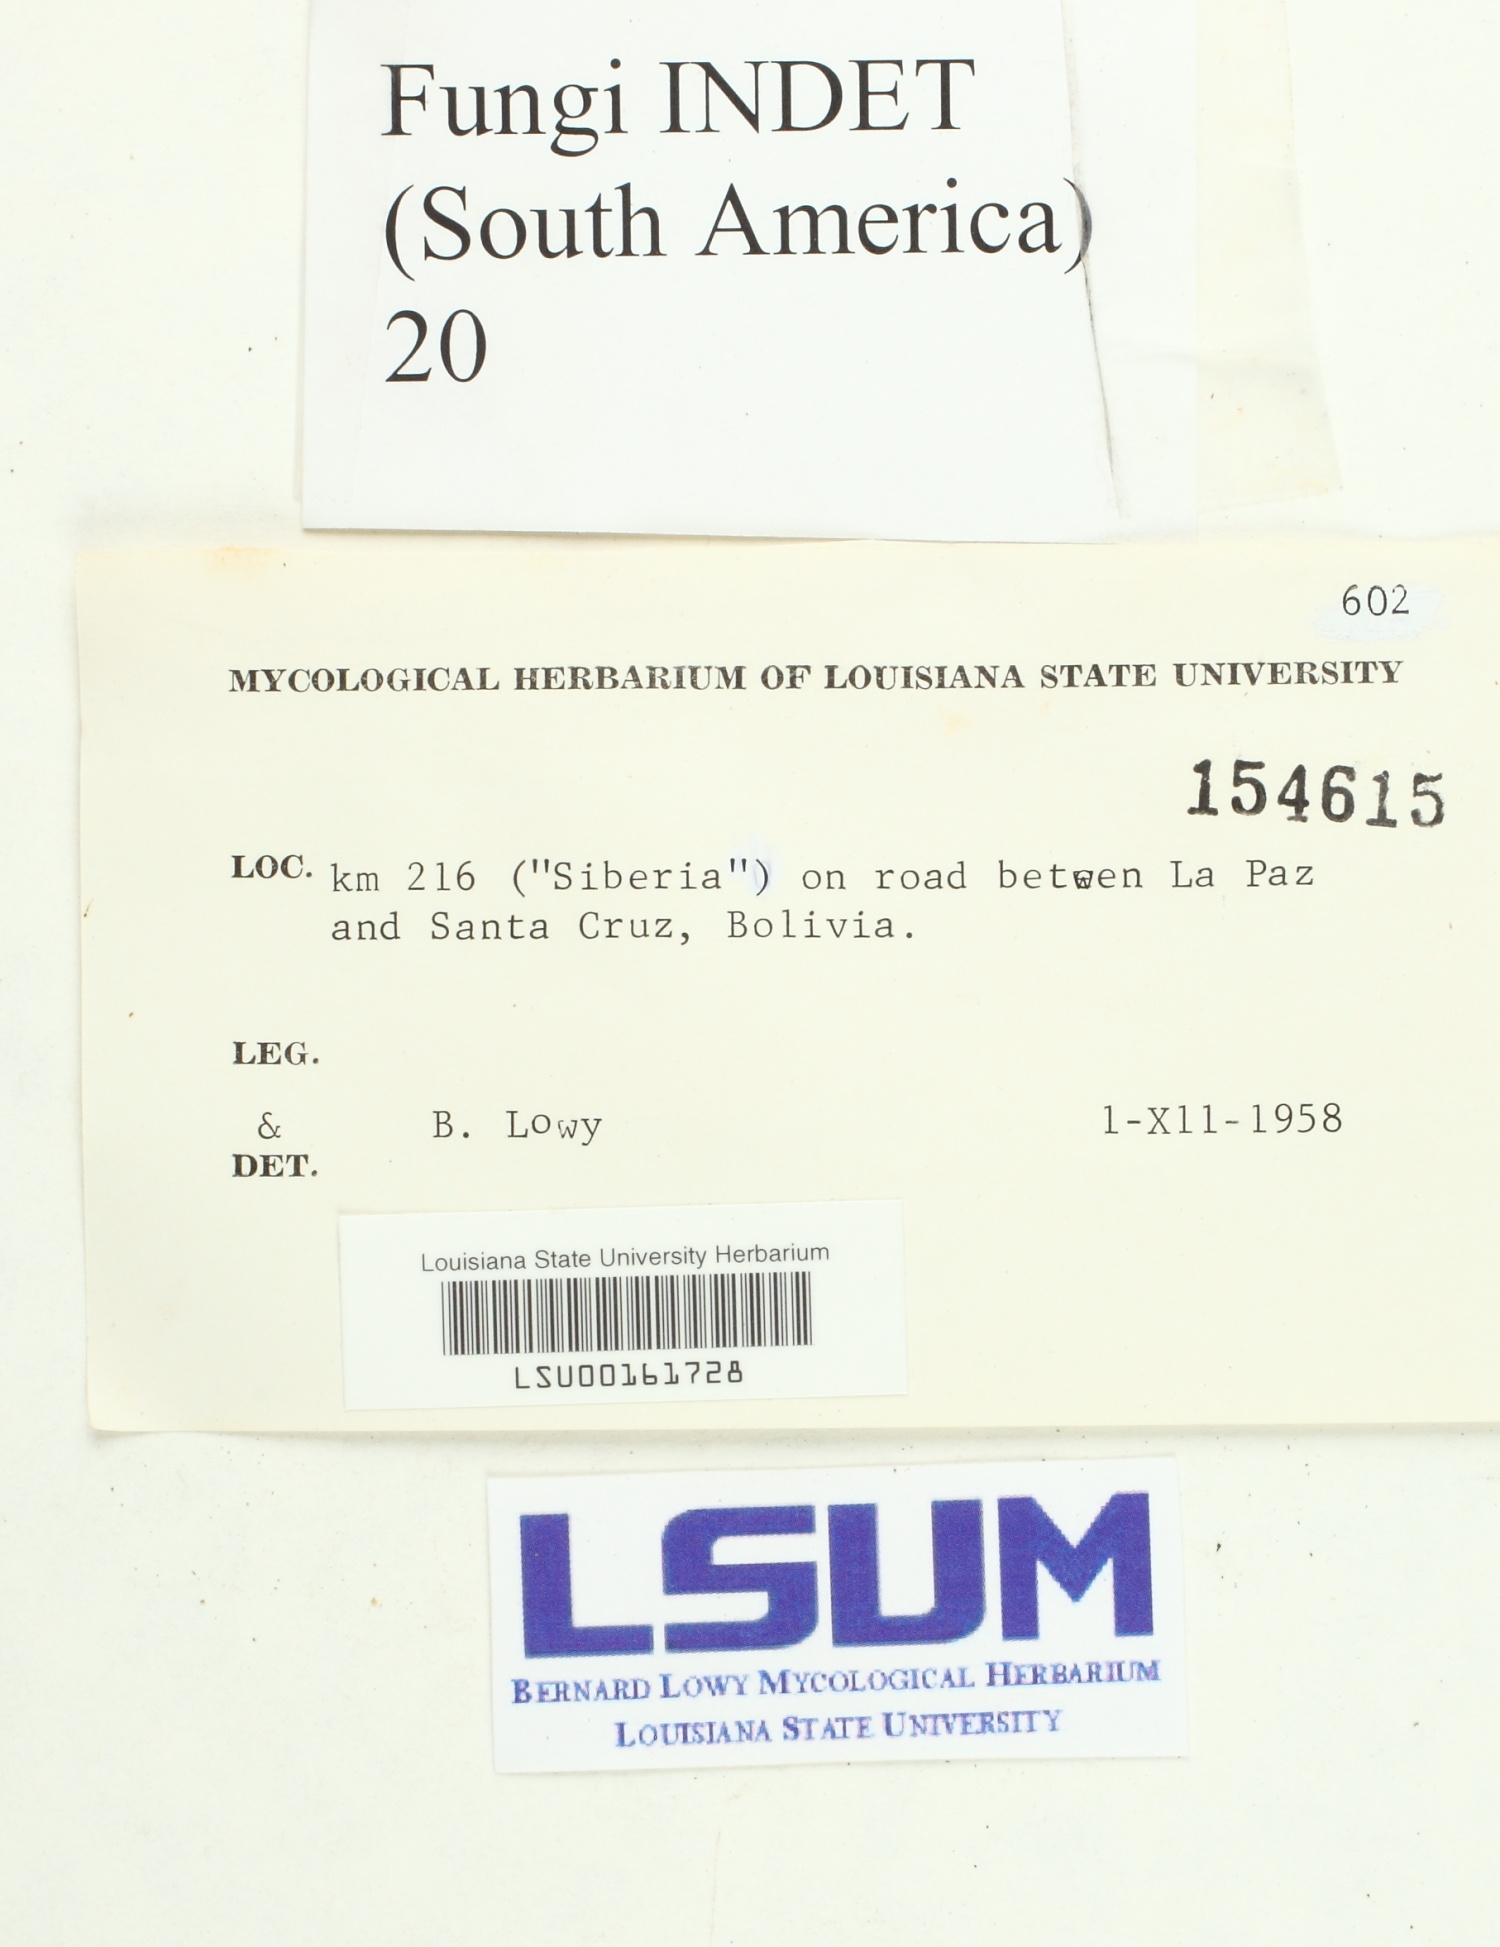 Fungi INDET
(South America)
20
602
MYCOLOGICAL HERBARIUM OF LOUISIANA STATE UNIVERSITY
154615
LOC. km 216 ("Siberia") on road betwen La Paz
and Santa Cruz, Bolivia.
LEG.
& B. Lowy 1-X11-1958
DET.
Louisiana State University Herbarium
LSU00161728
LSUM
BERNARD LOWY MYCOLOGICAL HERBARIUM
LOUISIANA STATE UNIVERSITY